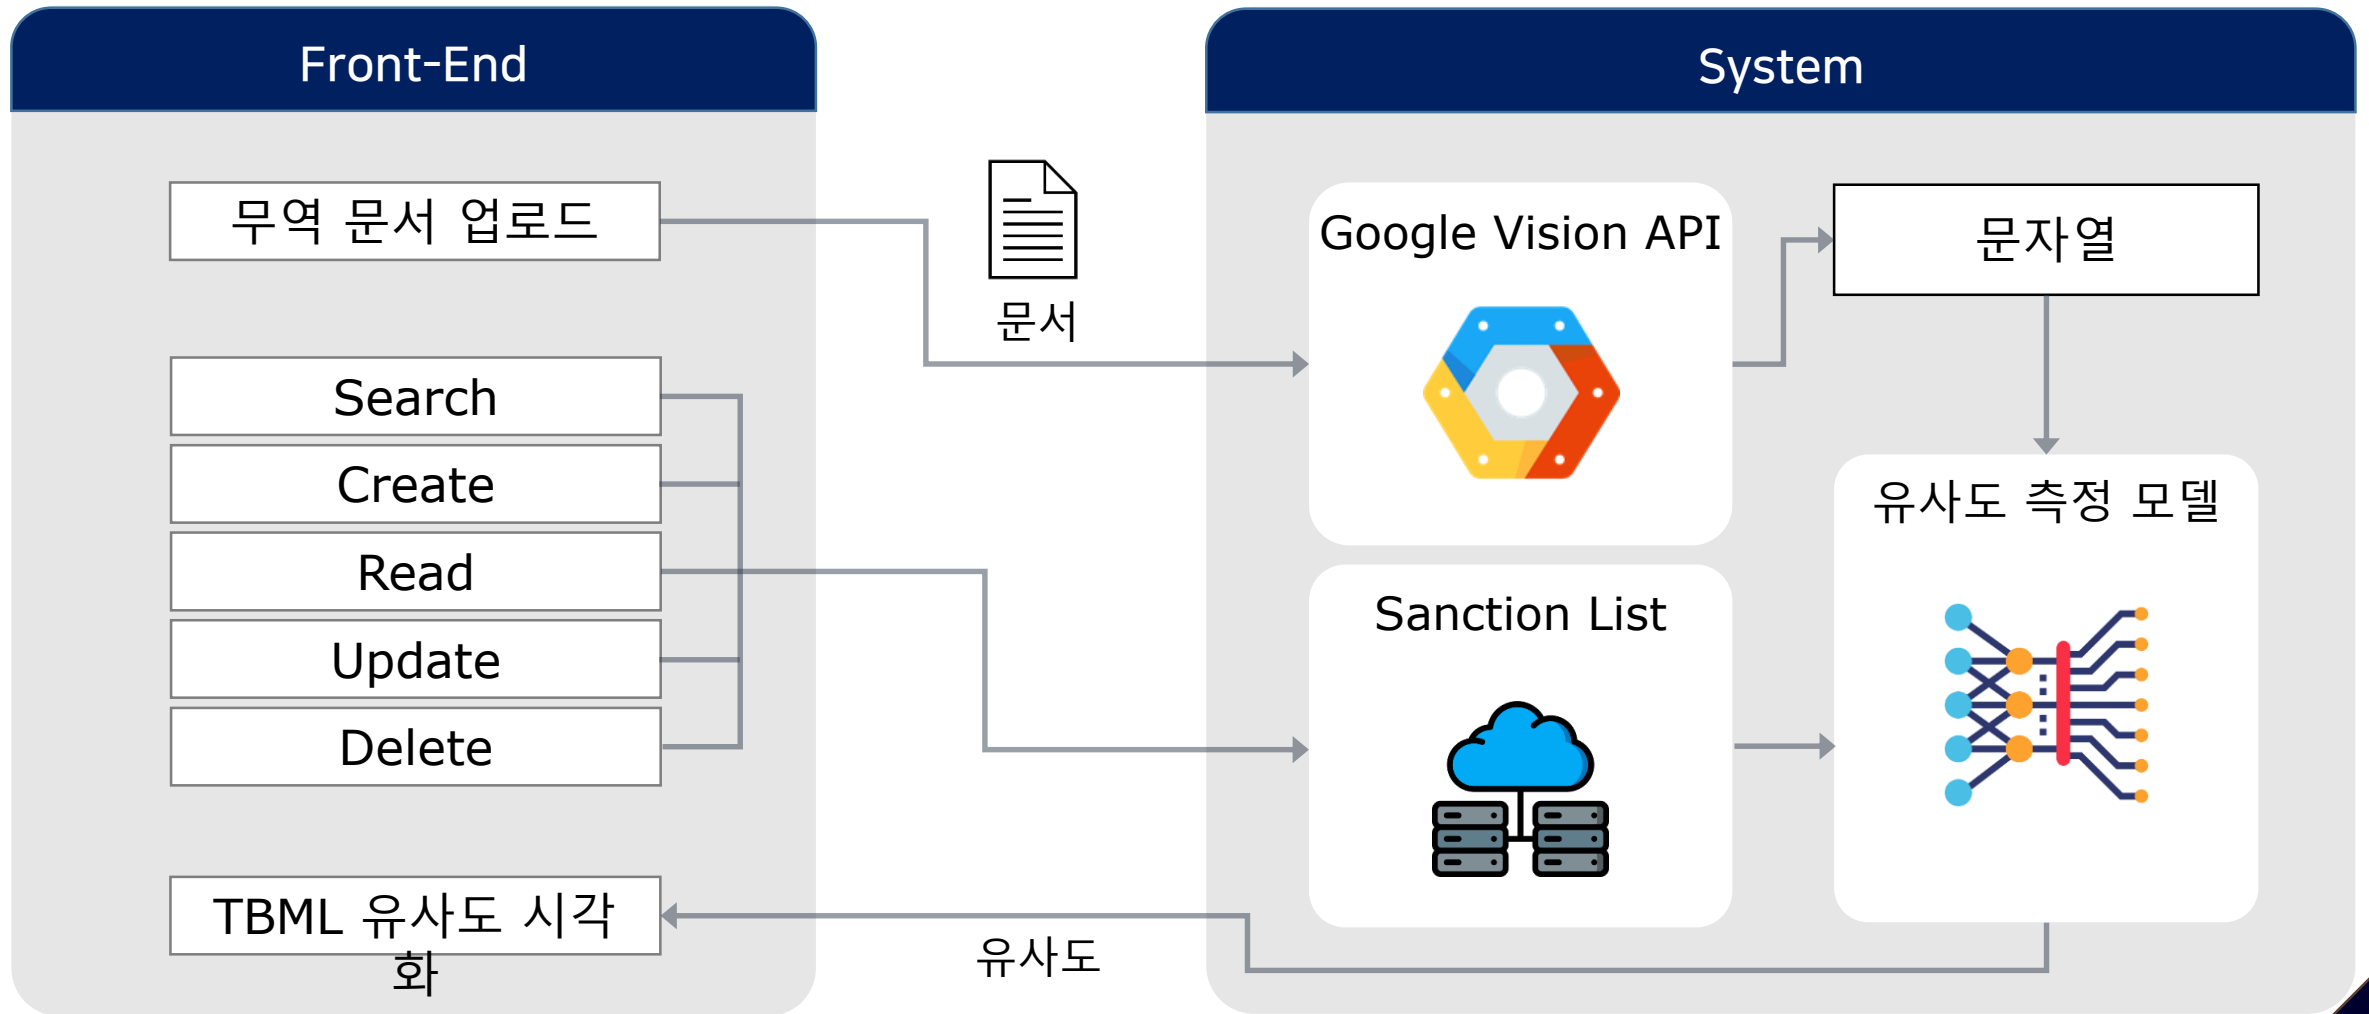 Front-End
무역 문서 업로드
Search
Create
Read
Update
Delete
TBML 유사도 시각
화
문서
유사도
System
Google Vision API
문자열
Sanction List
유사도 측정 모델